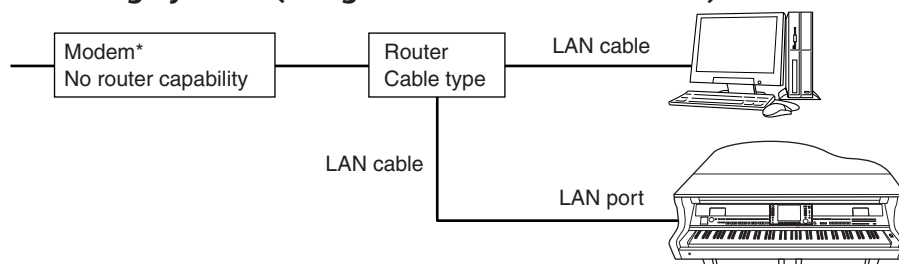 Modem*
No router capability
Router
Cable type
LAN cable
LAN cable
LAN port